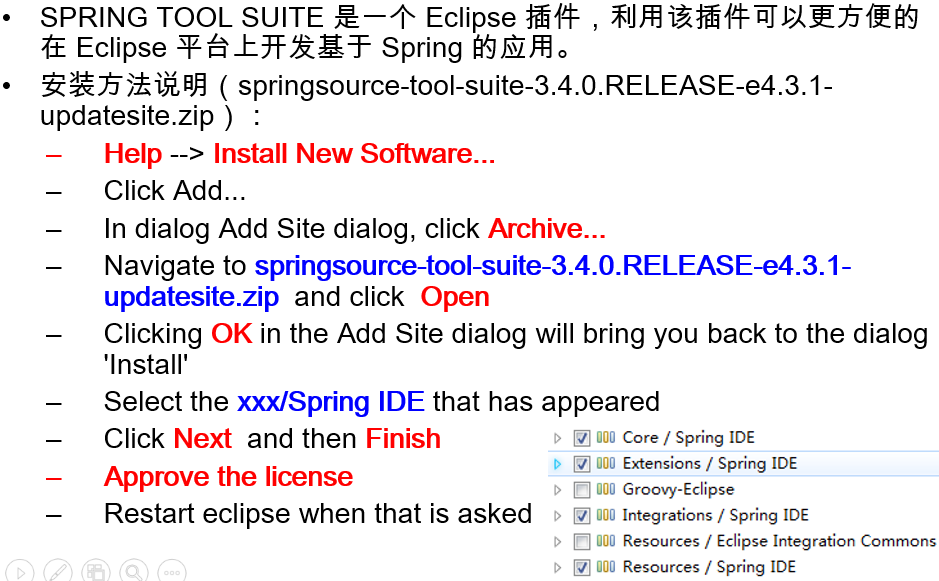 • SPRING TOOL SUITE 是一个 Eclipse 插件，利用该插件可以更方便的
在 Eclipse 平台上开发基于 Spring 的应用。
• 安装方法说明（springsource-tool-suite-3.4.0.RELEASE-e4.3.1-
updatesite.zip）：
– Help --> Install New Software...
– Click Add...
– In dialog Add Site dialog, click Archive...
– Navigate to springsource-tool-suite-3.4.0.RELEASE-e4.3.1-
updatesite.zip and click Open
– Clicking OK in the Add Site dialog will bring you back to the dialog
'Install'
– Select the xxx/Spring IDE that has appeared
– Click Next and then Finish
– Approve the license
– Restart eclipse when that is asked
Core / Spring IDE
Extensions / Spring IDE
Groovy-Eclipse
Integrations / Spring IDE
Resources / Eclipse Integration Commons
Resources / Spring IDE